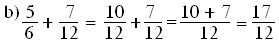 b) 5/6 + 7/12 = 10/12 + 7/12 = (10 + 7)/12 = 17/12